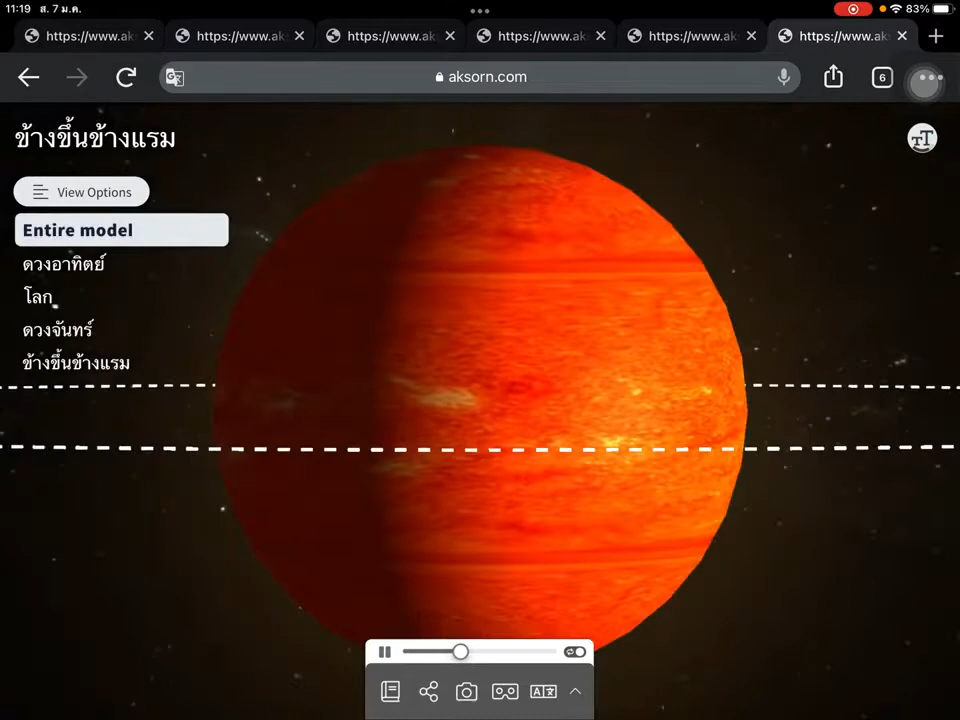 11:19 ส. 7 ม.ค. 83%
https://www.ak https://www.ak https://www.ak https://www.ak https://www.ak https://www.ak
aksorn.com 6
ข้างขึ้นข้างแรม
TT
View Options
Entire model
ดวงอาทิตย์
โลก
ดวงจันทร์
ข้างขึ้นข้างแรม